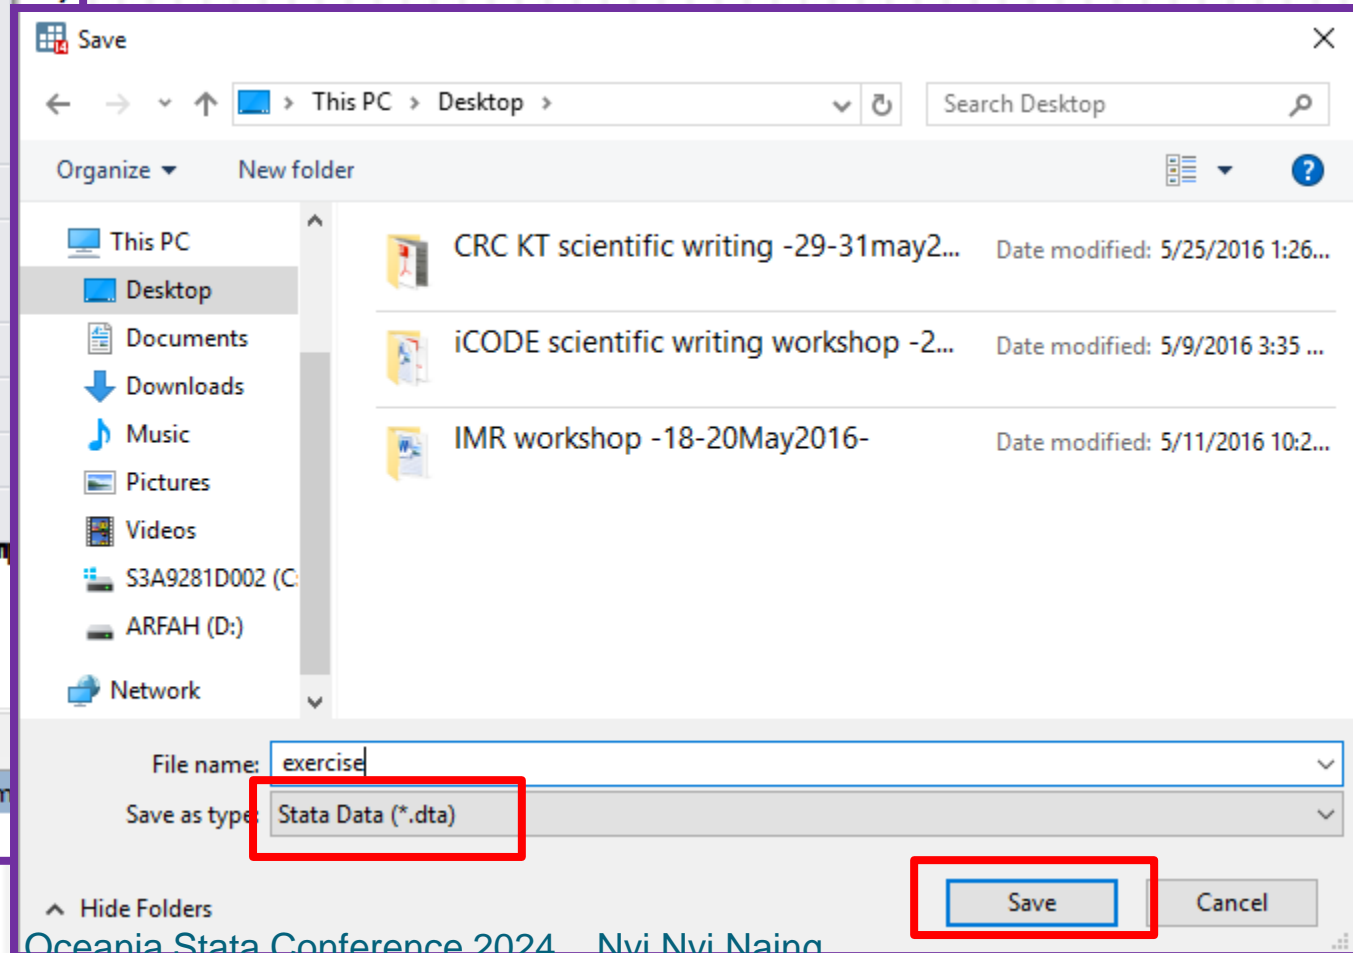 Save
This PC > Desktop >
Search Desktop
Organize
New folder
This PC
Desktop
Documents
Downloads
Music
Pictures
Videos
S3A9281D002 (C:
ARFAH (D:)
Network
CRC KT scientific writing -29-31may2... Date modified: 5/25/2016 1:26...
iCODE scientific writing workshop -2... Date modified: 5/9/2016 3:35 ...
IMR workshop -18-20May2016- Date modified: 5/11/2016 10:2...
File name: exercise
Save as type: Stata Data (*.dta)
Hide Folders
Save
Cancel
Oceania Stata Conference 2024 Nyi Nyi Naing